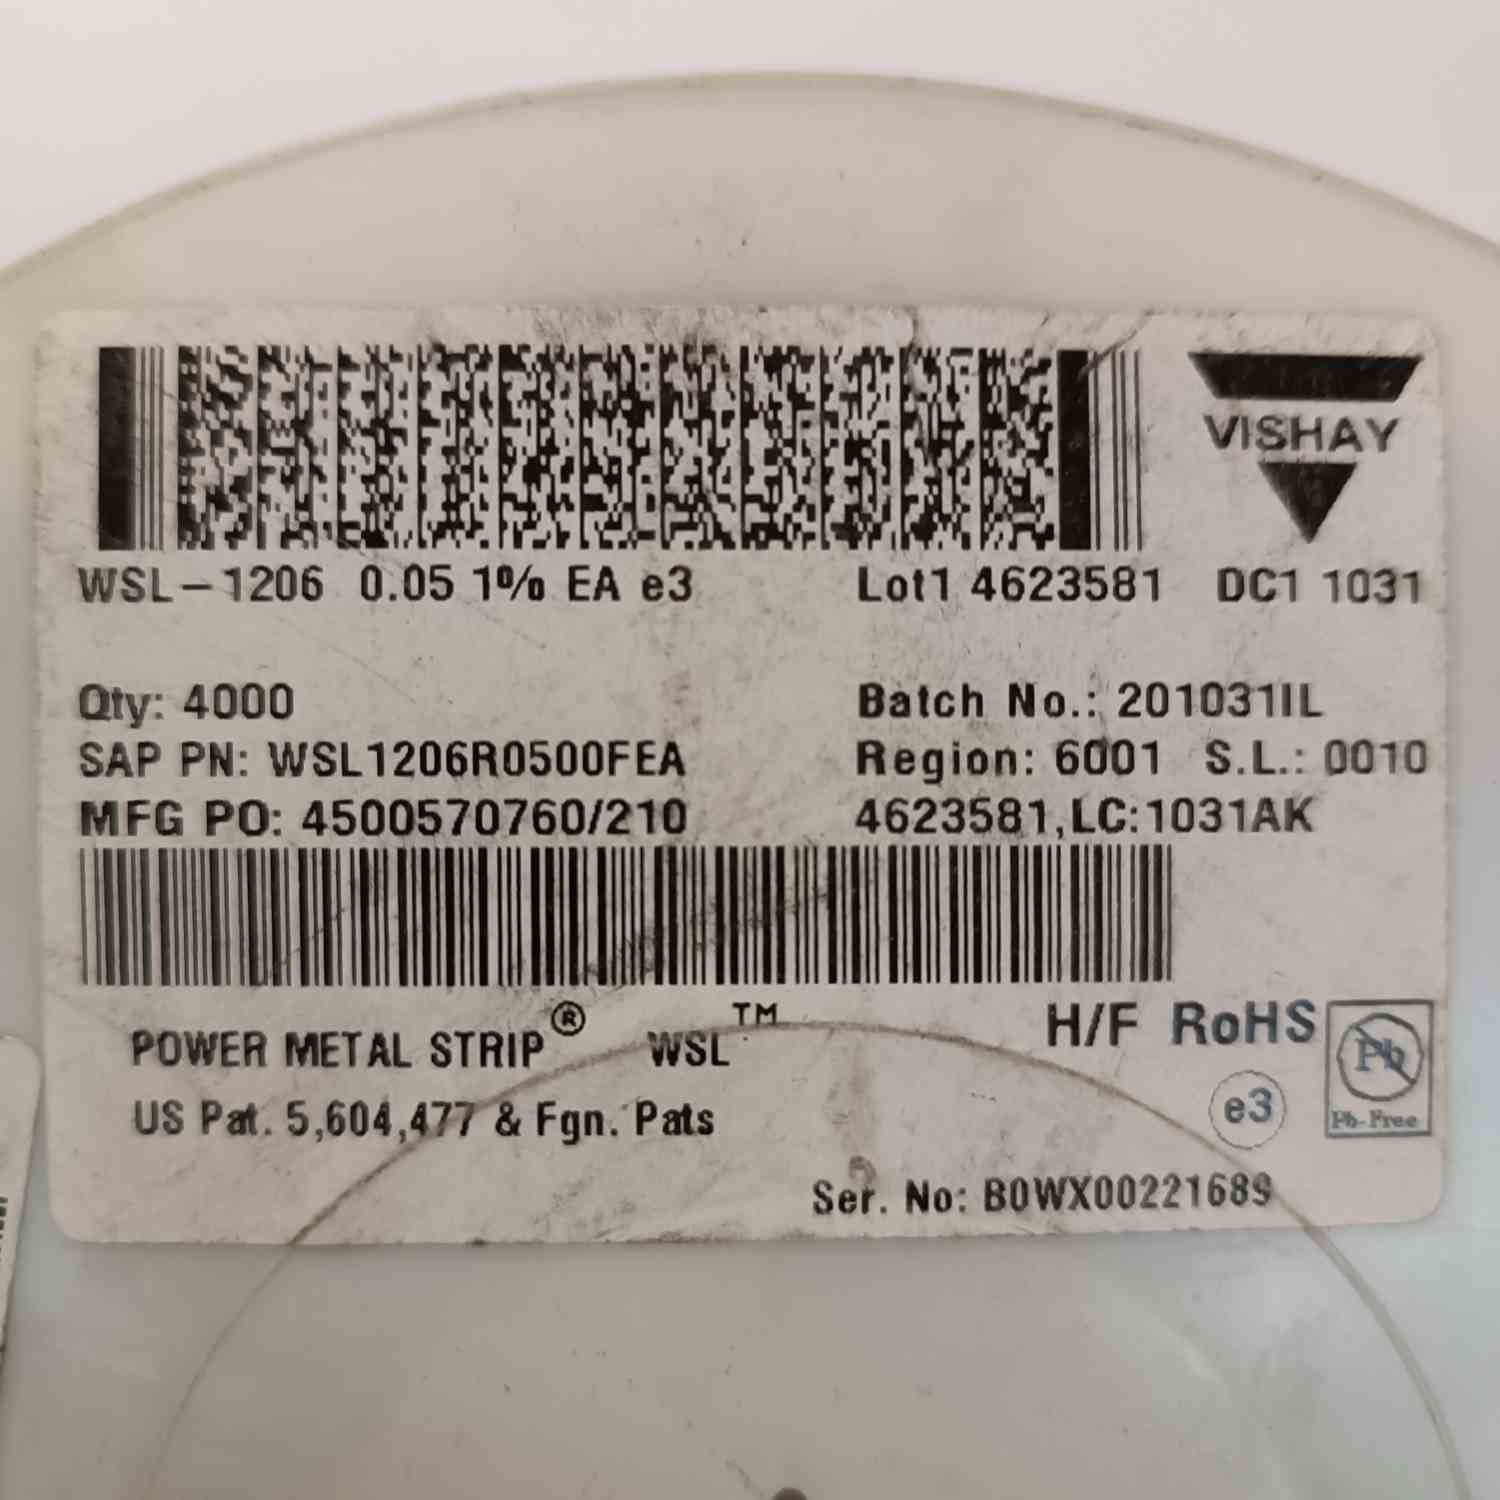 VISHAY
WSL-1206 0.05 1% EA e3 Lot1 4623581 DC1 1031
Qty: 4000 Batch No.: 201031IL
SAP PN: WSL1206R0500FEA Region: 6001 S.L.: 0010
MFG PO: 4500570760/210 4623581,LC:1031AK
POWER METAL STRIP® WSL™ H/F RoHS
Pb
e3
Pb-Free
US Pat. 5,604,477 & Fgn. Pats
Ser. No: B0WX00221689